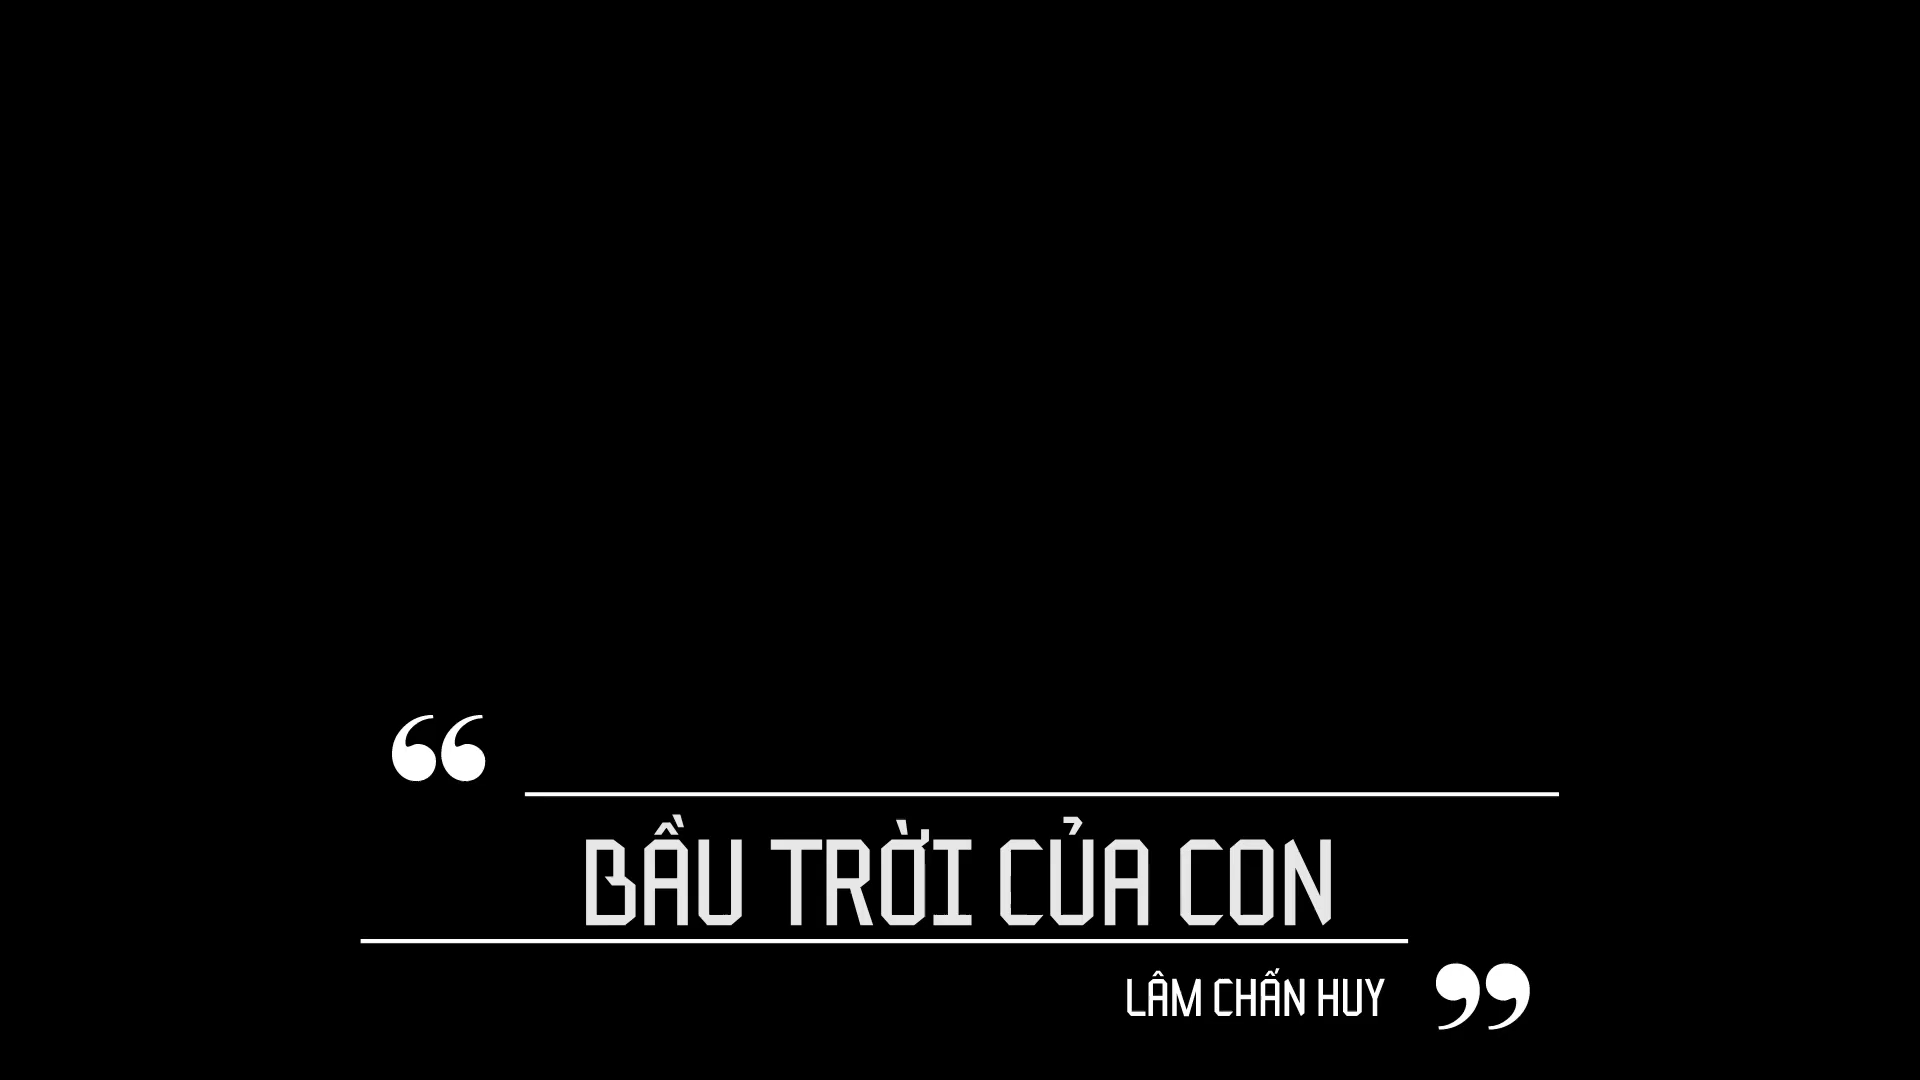 “
BẦU TRỜI CỦA CON
LÂM CHẤN HUY ”